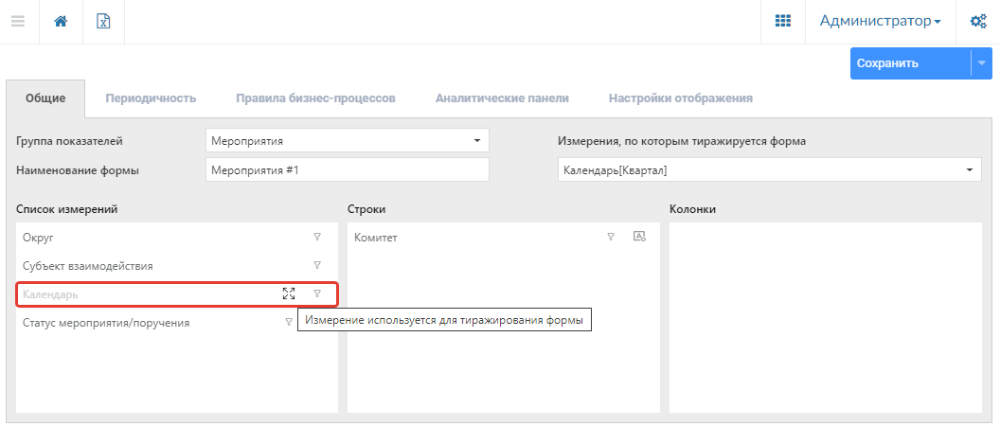 Администратор
Сохранить
Общие
Периодичность
Правила бизнес-процессов
Аналитические панели
Настройки отображения
Группа показателей
Мероприятия
Измерения, по которым тиражируется форма
Наименование формы
Мероприятия #1
Календарь[Квартал]
Список измерений
Строки
Колонки
Округ
Комитет
Субъект взаимодействия
Календарь
Измерение используется для тиражирования формы
Статус мероприятия/поручения